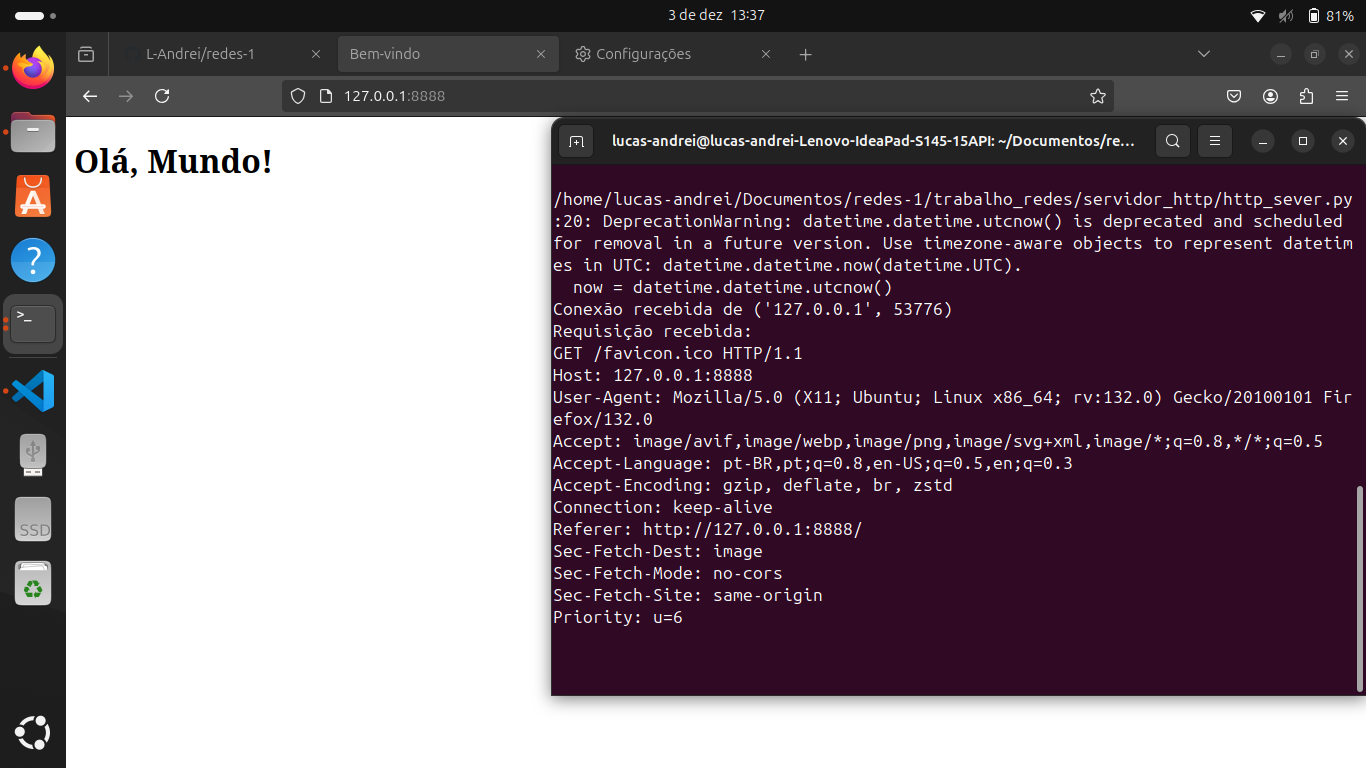 3 de dez 13:37
81%
L-Andrei/redes-1
Bem-vindo
Configurações
127.0.0.1:8888
Olá, Mundo!
lucas-andrei@lucas-andrei-Lenovo-IdeaPad-S145-15API: ~/Documentos/re...
/home/lucas-andrei/Documentos/redes-1/trabalho_redes/servidor_http/http_sever.py
:20: DeprecationWarning: datetime.datetime.utcnow() is deprecated and scheduled
for removal in a future version. Use timezone-aware objects to represent datetim
es in UTC: datetime.datetime.now(datetime.UTC).
  now = datetime.datetime.utcnow()
Conexão recebida de ('127.0.0.1', 53776)
Requisição recebida:
GET /favicon.ico HTTP/1.1
Host: 127.0.0.1:8888
User-Agent: Mozilla/5.0 (X11; Ubuntu; Linux x86_64; rv:132.0) Gecko/20100101 Fir
efox/132.0
Accept: image/avif,image/webp,image/png,image/svg+xml,image/*;q=0.8,*/*;q=0.5
Accept-Language: pt-BR,pt;q=0.8,en-US;q=0.5,en;q=0.3
Accept-Encoding: gzip, deflate, br, zstd
Connection: keep-alive
Referer: http://127.0.0.1:8888/
Sec-Fetch-Dest: image
Sec-Fetch-Mode: no-cors
Sec-Fetch-Site: same-origin
Priority: u=6
SSD